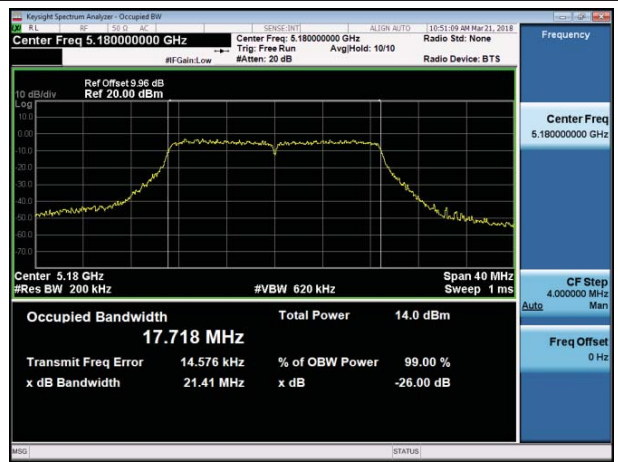 Keysight Spectrum Analyzer - Occupied BW
RL RF 50 Ω AC SENSE:INT ALIGN AUTO 10:51:09 AM Mar 21, 2018
Center Freq 5.180000000 GHz Center Freq: 5.180000000 GHz Radio Std: None
Trig: Free Run Avg|Hold: 10/10
#IFGain:Low #Atten: 20 dB Radio Device: BTS
Frequency
Ref Offset 9.96 dB
10 dB/div Ref 20.00 dBm
Log
10.0
0.00
-10.0
-20.0
-30.0
-40.0
-50.0
-60.0
-70.0
Center 5.18 GHz Span 40 MHz
#Res BW 200 kHz #VBW 620 kHz Sweep 1 ms
Occupied Bandwidth Total Power 14.0 dBm
17.718 MHz
Transmit Freq Error 14.576 kHz % of OBW Power 99.00 %
x dB Bandwidth 21.41 MHz x dB -26.00 dB
Center Freq
5.180000000 GHz
CF Step
4.000000 MHz
Auto Man
Freq Offset
0 Hz
MSG STATUS